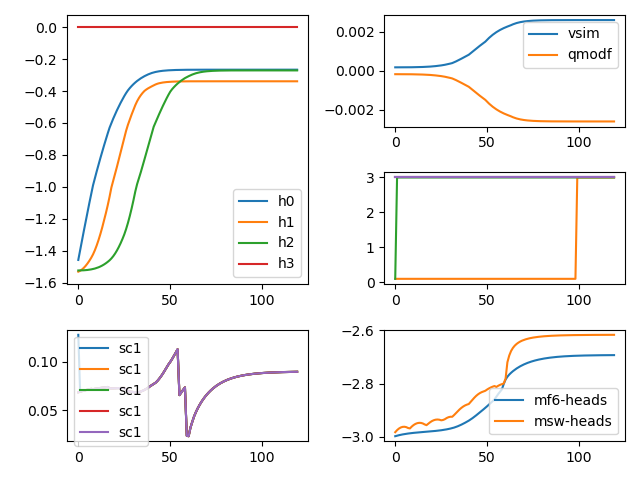 0.0
−0.2
−0.4
−0.6
−0.8
−1.0
−1.2
−1.4
−1.6
0
50
100
h0
h1
h2
h3
0.002
0.000
−0.002
0
50
100
vsim
qmodf
3
2
1
0
0
50
100
0.10
0.05
0
50
100
sc1
sc1
sc1
sc1
sc1
−2.6
−2.8
−3.0
0
50
100
mf6-heads
msw-heads